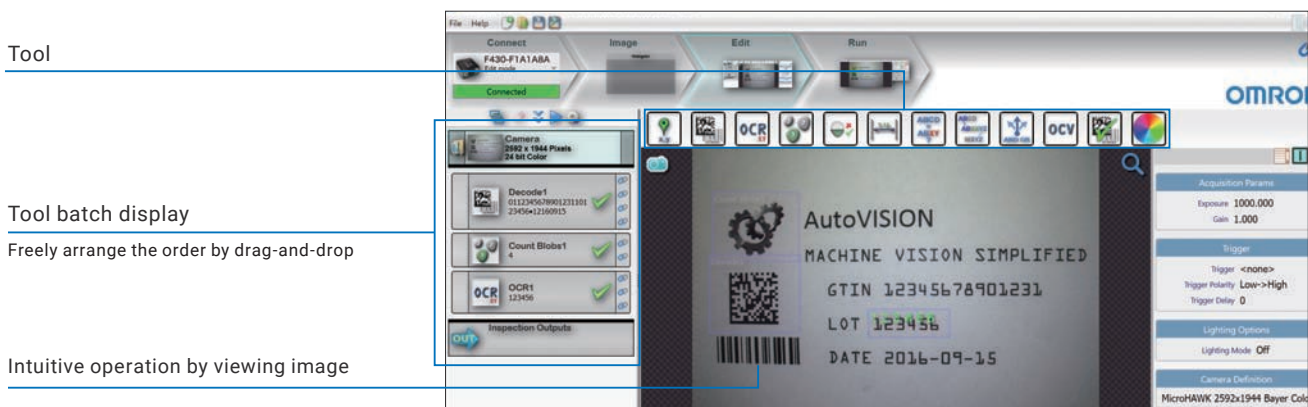 File Help
Connect
Image
Edit
Run
F430-F1A1A8A
Edit mode
Connected
OMRO
Tool
Tool batch display
Freely arrange the order by drag-and-drop
Intuitive operation by viewing image
Camera
2592 x 1944 Pixels
24 bit Color
Decode1
0112345678901231101
23456•12160915
Count Blobs1
4
OCR1
123456
Inspection Outputs
OUT
OCR
OCV
AutoVISION
MACHINE VISION SIMPLIFIED
GTIN 12345678901231
LOT 123456
DATE 2016-09-15
Acquisition Params
Exposure 1000.000
Gain 1.000
Trigger
Trigger <none>
Trigger Polarity Low->High
Trigger Delay 0
Lighting Options
Lighting Mode Off
Camera Definition
MicroHAWK 2592x1944 Bayer Colo